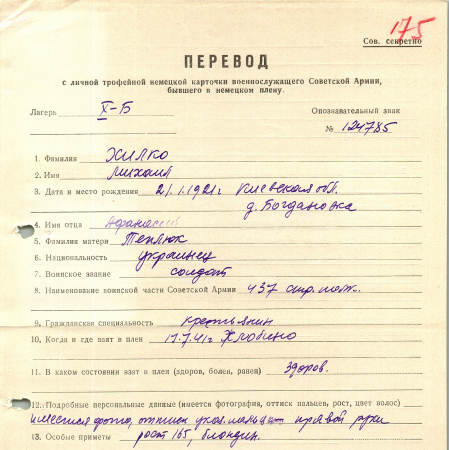 175
Сов. секретно
ПЕРЕВОД
с личной трофейной немецкой карточки военнослужащего Советской Армии,
бывшего в немецком плену.
Лагерь X-Б Опознавательный знак
№ 124785
1. Фамилия Жилко
2. Имя Михаил
3. Дата и место рождения 21.1.1921г Киевская обл.
д. Богдановка
4. Имя отца Афанасий
5. Фамилия матери Теплюк
6. Национальность украинец
7. Воинское звание солдат
8. Наименование воинской части Советской Армии 437 стр. полк.
9. Гражданская специальность крестьянин
10. Когда и где взят в плен 17.7.41г Жлобино
11. В каком состоянии взят в плен (здоров, болен, ранен) здоров.
12. Подробные персональные данные (имеется фотография, оттиск пальцев, рост, цвет волос)
имеется фото, оттиск указ. пальца правой руки
13. Особые приметы рост 165, блондин.